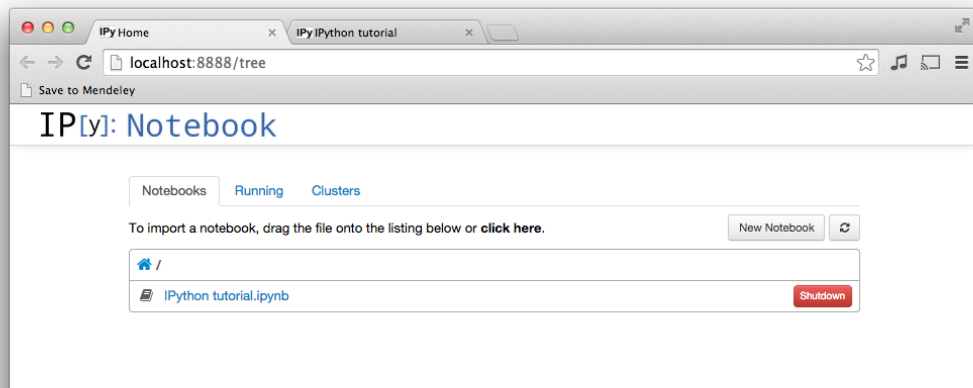 IPy Home
IPy IPython tutorial
localhost:8888/tree
Save to Mendeley
IP[y]: Notebook
Notebooks Running Clusters
To import a notebook, drag the file onto the listing below or click here. New Notebook
/
IPython tutorial.ipynb Shutdown